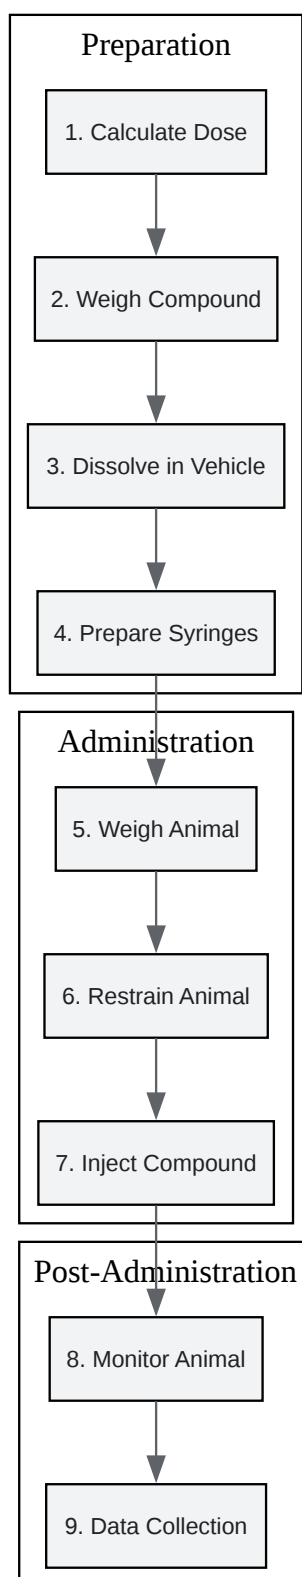 Preparation
1. Calculate Dose
2. Weigh Compound
3. Dissolve in Vehicle
4. Prepare Syringes
Administration
5. Weigh Animal
6. Restrain Animal
7. Inject Compound
Post-Administration
8. Monitor Animal
9. Data Collection